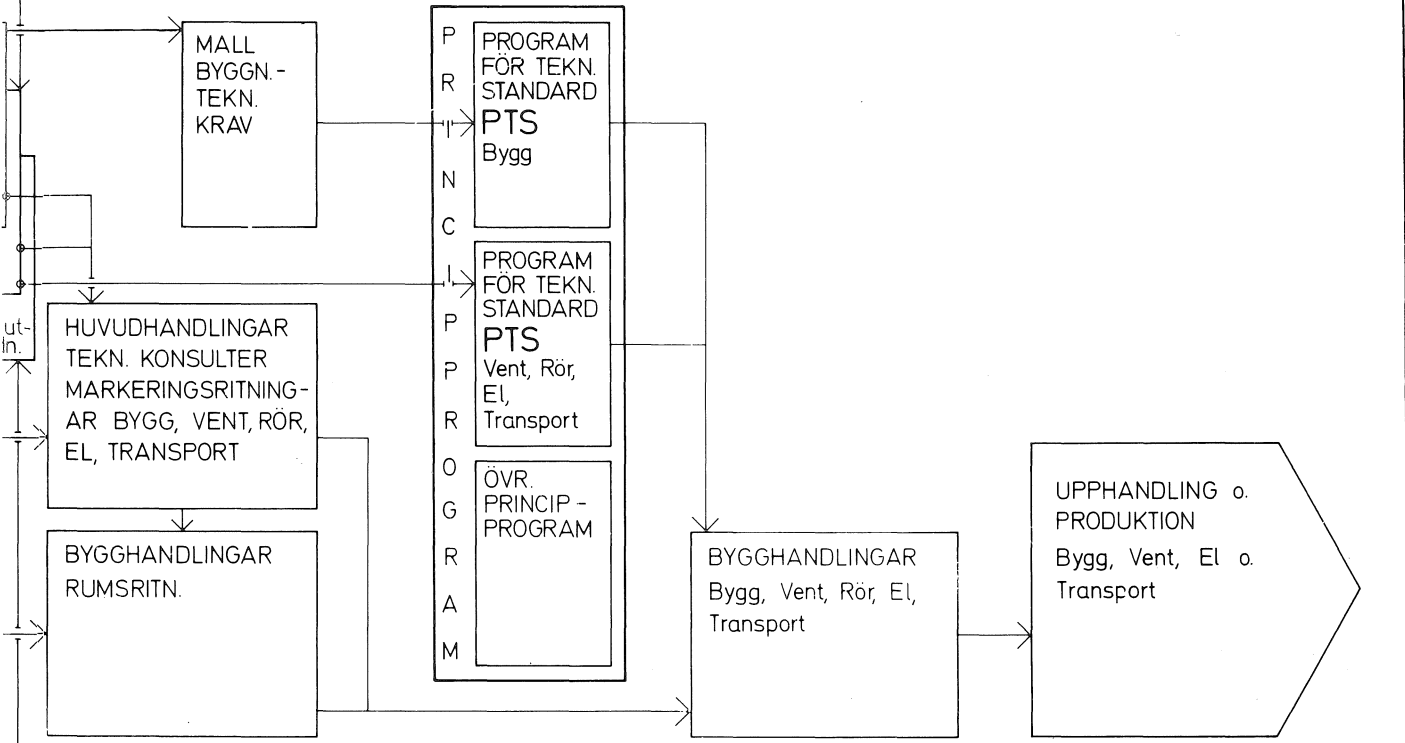 MALL
BYGGN.-
TEKN.
KRAV
PRINCIPPROGRAM
PROGRAM
FÖR TEKN.
STANDARD
PTS
Bygg
PROGRAM
FÖR TEKN.
STANDARD
PTS
Vent, Rör,
El,
Transport
ÖVR.
PRINCIP-
PROGRAM
ut-
ln.
HUVUDHANDLINGAR
TEKN. KONSULTER
MARKERINGSRITNING-
AR BYGG, VENT, RÖR,
EL, TRANSPORT
BYGGHANDLINGAR
RUMSRITN.
BYGGHANDLINGAR
Bygg, Vent, Rör, El,
Transport
UPPHANDLING o.
PRODUKTION
Bygg, Vent, El o.
Transport